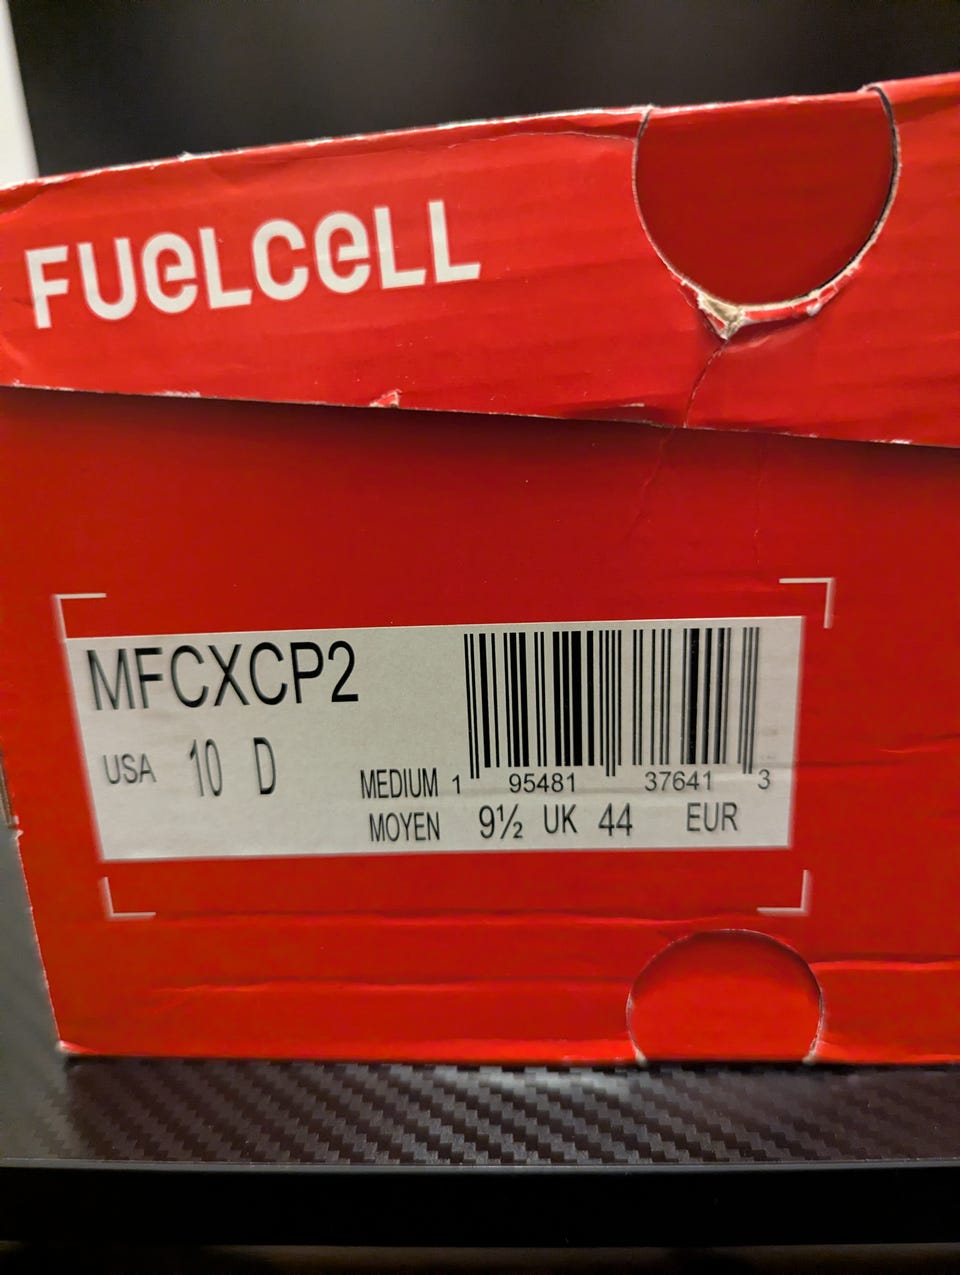 FUELCELL
MFCXCP2
USA 10 D
MEDIUM 1 95481 37641 3
MOYEN 9½ UK 44 EUR